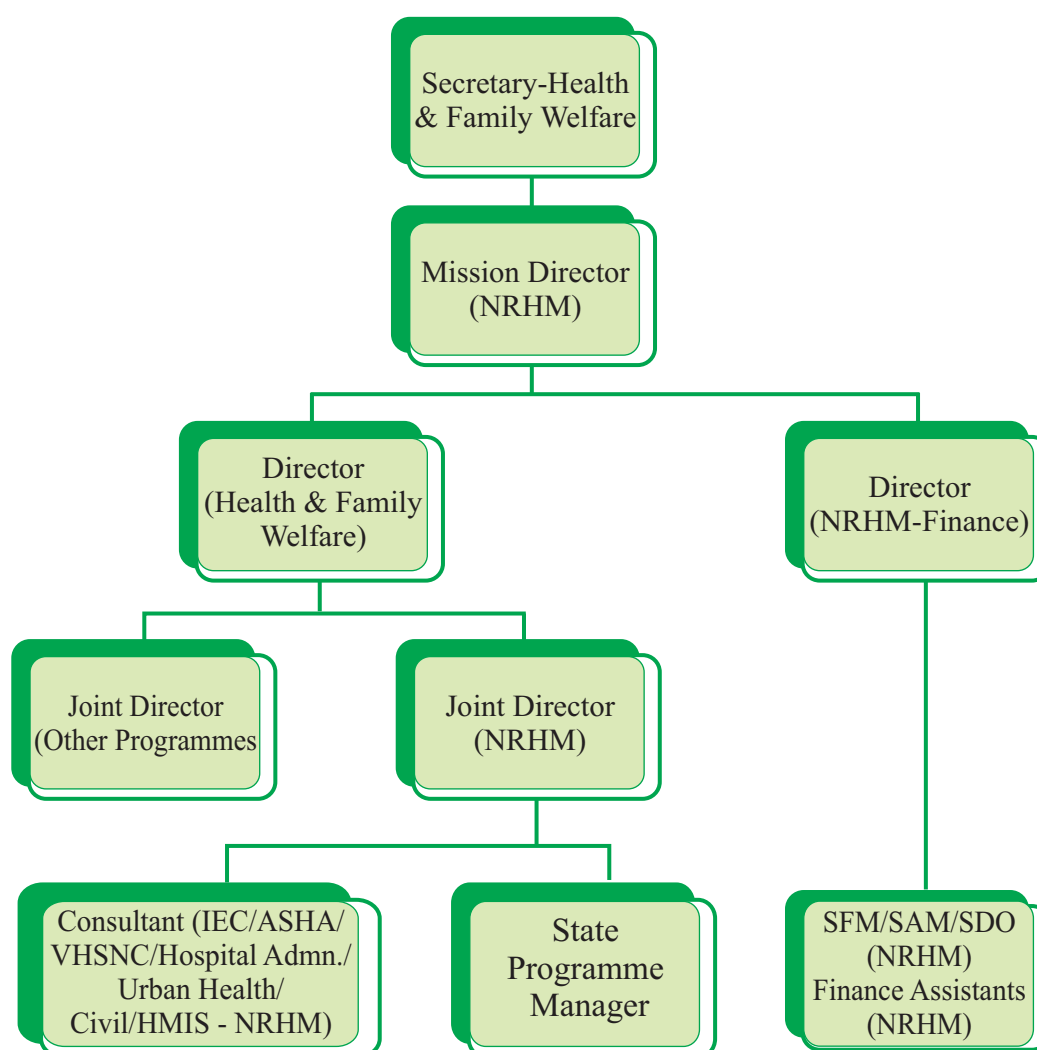 Secretary-Health
& Family Welfare
Mission Director
(NRHM)
Director
(Health & Family
Welfare)
Director
(NRHM-Finance)
Joint Director
(Other Programmes
Joint Director
(NRHM)
Consultant (IEC/ASHA/
VHSNC/Hospital Admn./
Urban Health/
Civil/HMIS - NRHM)
State
Programme
Manager
SFM/SAM/SDO
(NRHM)
Finance Assistants
(NRHM)